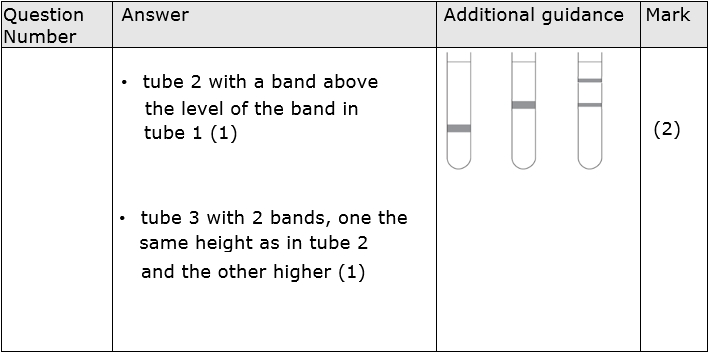 Question Number
Answer
Additional guidance
Mark
• tube 2 with a band above
the level of the band in
tube 1 (1)
(2)
• tube 3 with 2 bands, one the
same height as in tube 2
and the other higher (1)